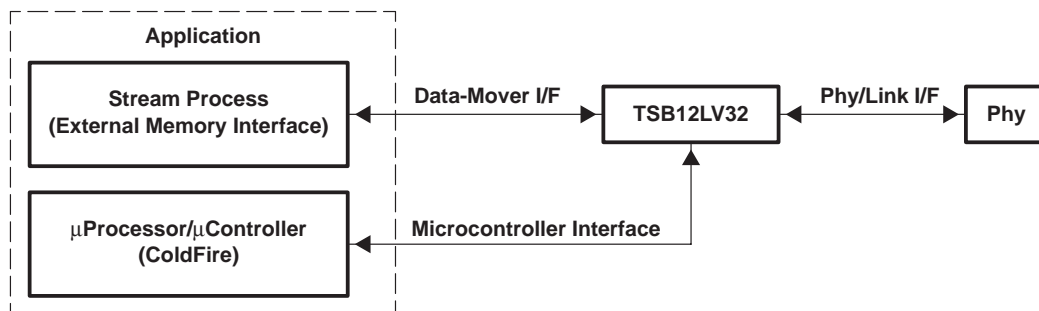 Application
Stream Process
(External Memory Interface)
Data-Mover I/F
TSB12LV32
Phy/Link I/F
Phy
μProcessor/μController
(ColdFire)
Microcontroller Interface